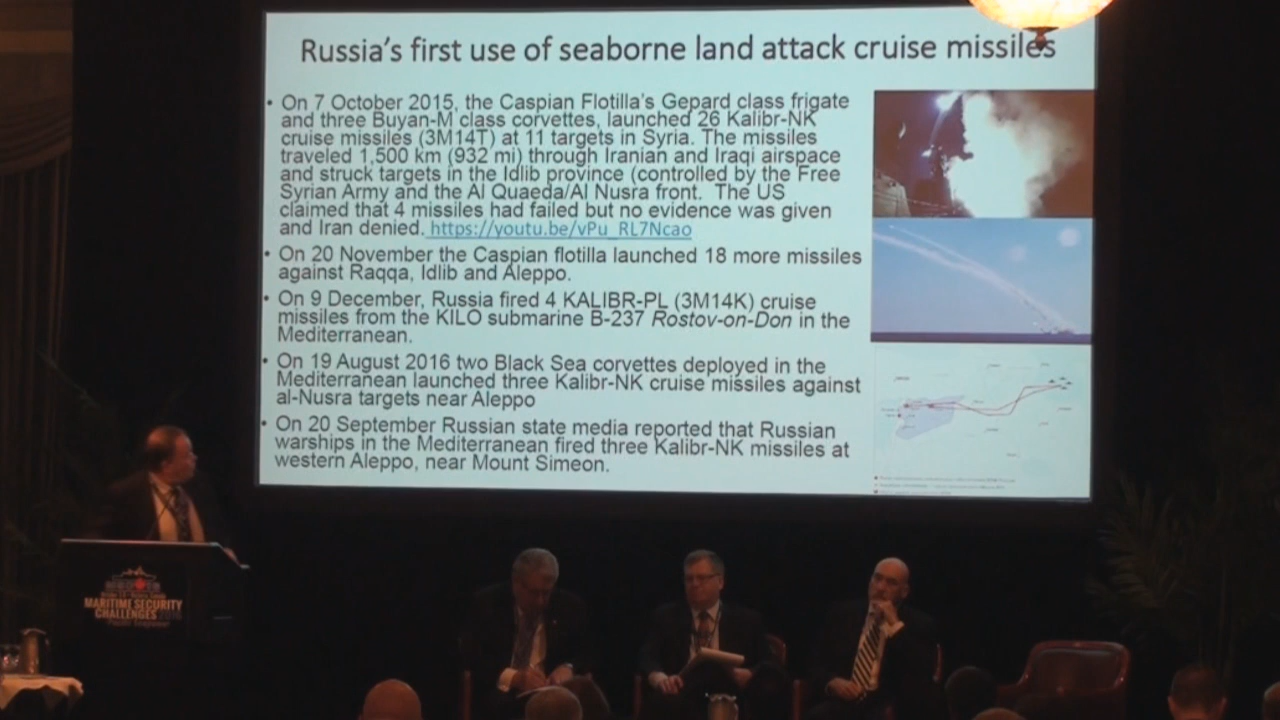 Russia's first use of seaborne land attack cruise missiles
• On 7 October 2015, the Caspian Flotilla's Gepard class frigate
and three Buyan-M class corvettes, launched 26 Kalibr-NK
cruise missiles (3M14T) at 11 targets in Syria. The missiles
traveled 1,500 km (932 mi) through Iranian and Iraqi airspace
and struck targets in the Idlib province (controlled by the Free
Syrian Army and the Al Quaeda/Al Nusra front. The US
claimed that 4 missiles had failed but no evidence was given
and Iran denied. https://youtu.be/vPu_RL7Ncao
• On 20 November the Caspian flotilla launched 18 more missiles
against Raqqa, Idlib and Aleppo.
• On 9 December, Russia fired 4 KALIBR-PL (3M14K) cruise
missiles from the KILO submarine B-237 Rostov-on-Don in the
Mediterranean.
• On 19 August 2016 two Black Sea corvettes deployed in the
Mediterranean launched three Kalibr-NK cruise missiles against
al-Nusra targets near Aleppo
• On 20 September Russian state media reported that Russian
warships in the Mediterranean fired three Kalibr-NK missiles at
western Aleppo, near Mount Simeon.
MARITIME SECURITY
CHALLENGES